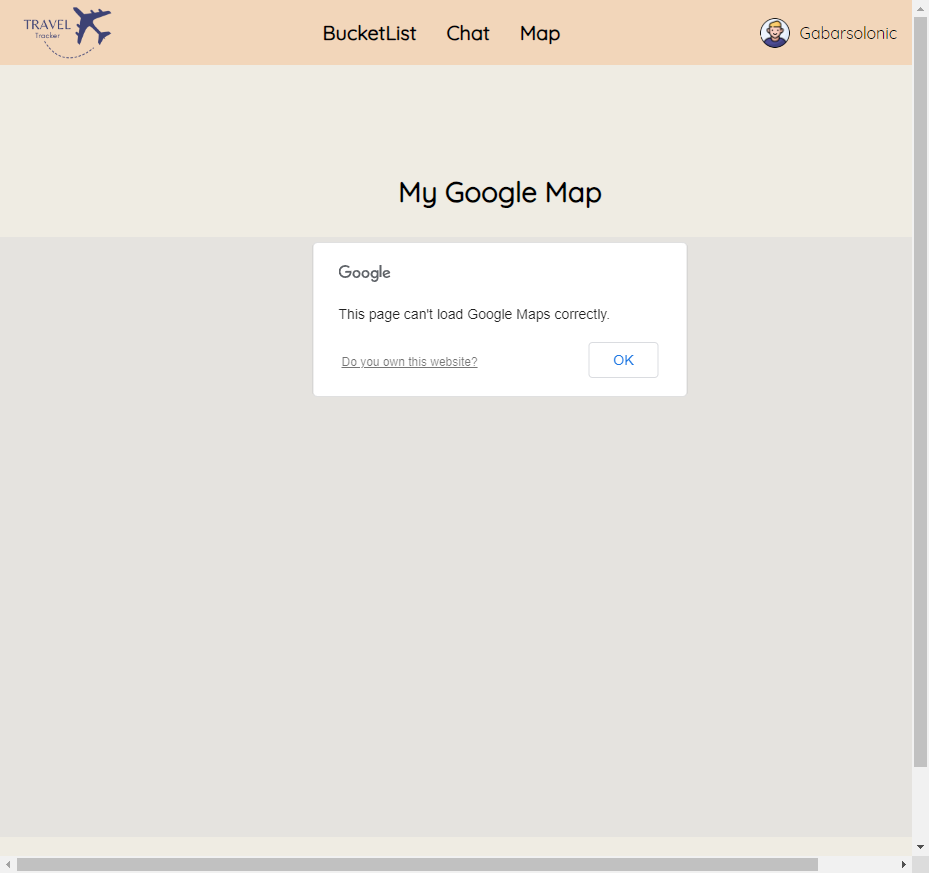 TRAVEL
Tracker
BucketList Chat Map
Gabarsolonic
My Google Map
Google
This page can't load Google Maps correctly.
Do you own this website?
OK